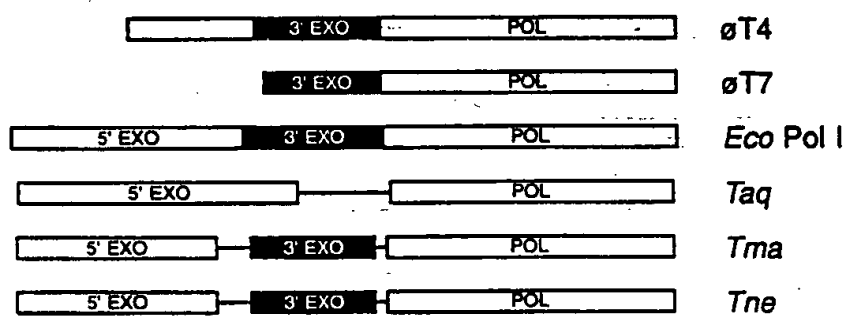 3' EXO POL øT4
3' EXO POL øT7
5' EXO 3' EXO POL Eco Pol I
5' EXO POL Taq
5' EXO 3' EXO POL Tma
5' EXO 3' EXO POL Tne